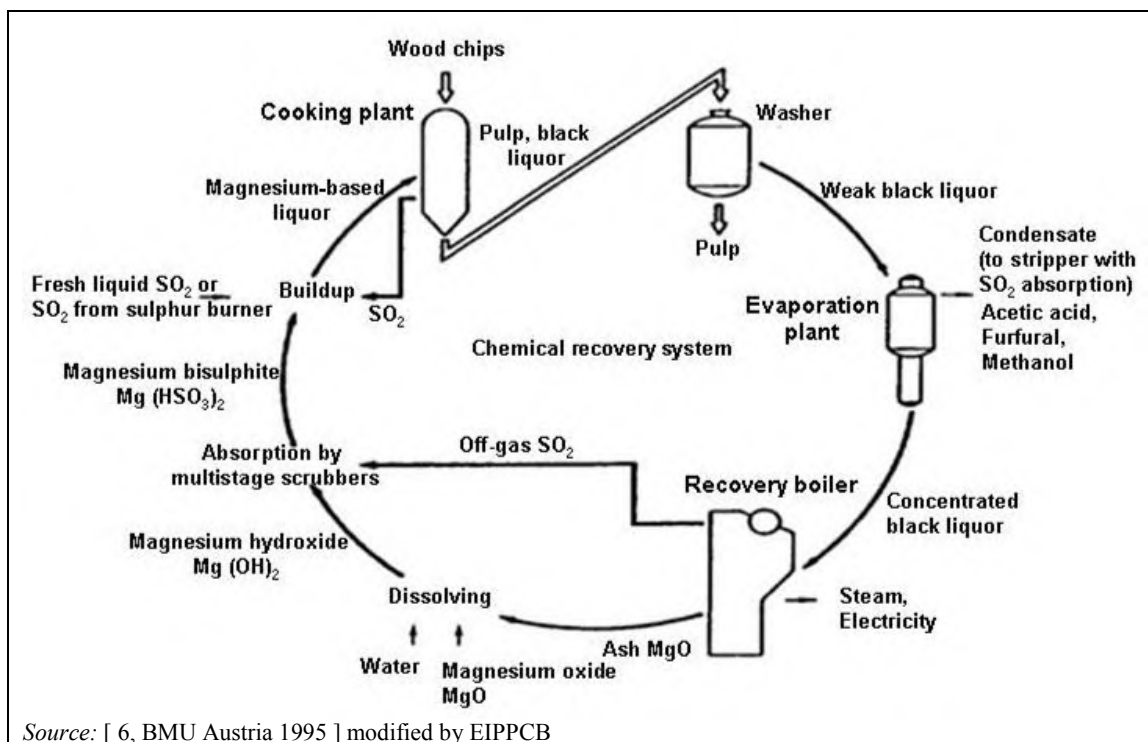 Wood chips
Cooking plant
Pulp, black
liquor
Washer
Magnesium-based
liquor
Weak black liquor
Pulp
Condensate
(to stripper with
SO₂ absorption)
Acetic acid,
Furfural,
Methanol
Fresh liquid SO₂ or
SO₂ from sulphur burner
Buildup
SO₂
Evaporation
plant
Chemical recovery system
Magnesium bisulphite
Mg (HSO₃)₂
Off-gas SO₂
Absorption by
multistage scrubbers
Recovery boiler
Concentrated
black liquor
Magnesium hydroxide
Mg (OH)₂
Dissolving
Steam,
Electricity
Ash MgO
Water
Magnesium oxide
MgO
Source: [ 6, BMU Austria 1995 ] modified by EIPPCB